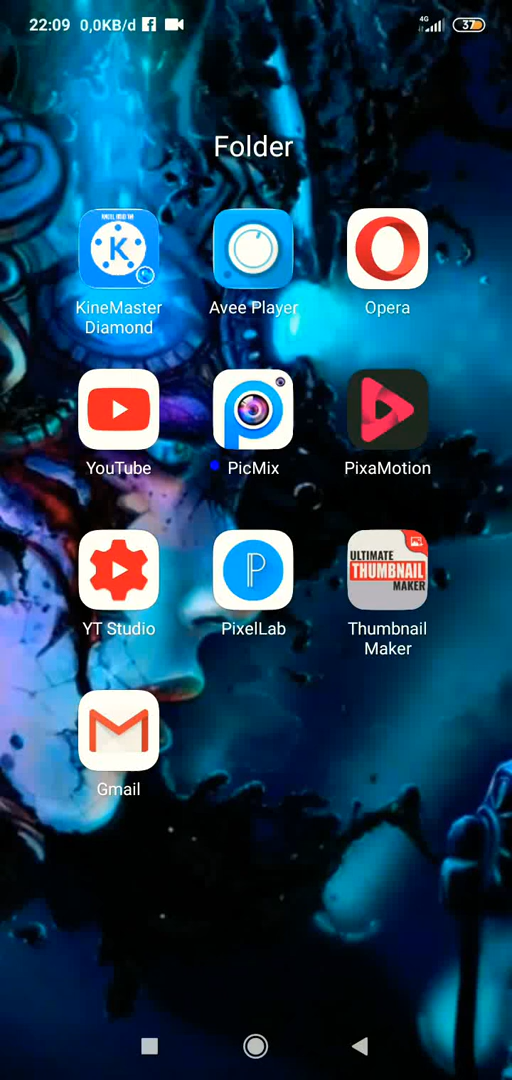 22:09 0,0KB/d
4G
37
Folder
K
KineMaster
Diamond
Avee Player
Opera
YouTube
PicMix
PixaMotion
YT Studio
P
PixelLab
ULTIMATE
THUMBNAIL
MAKER
Thumbnail
Maker
Gmail